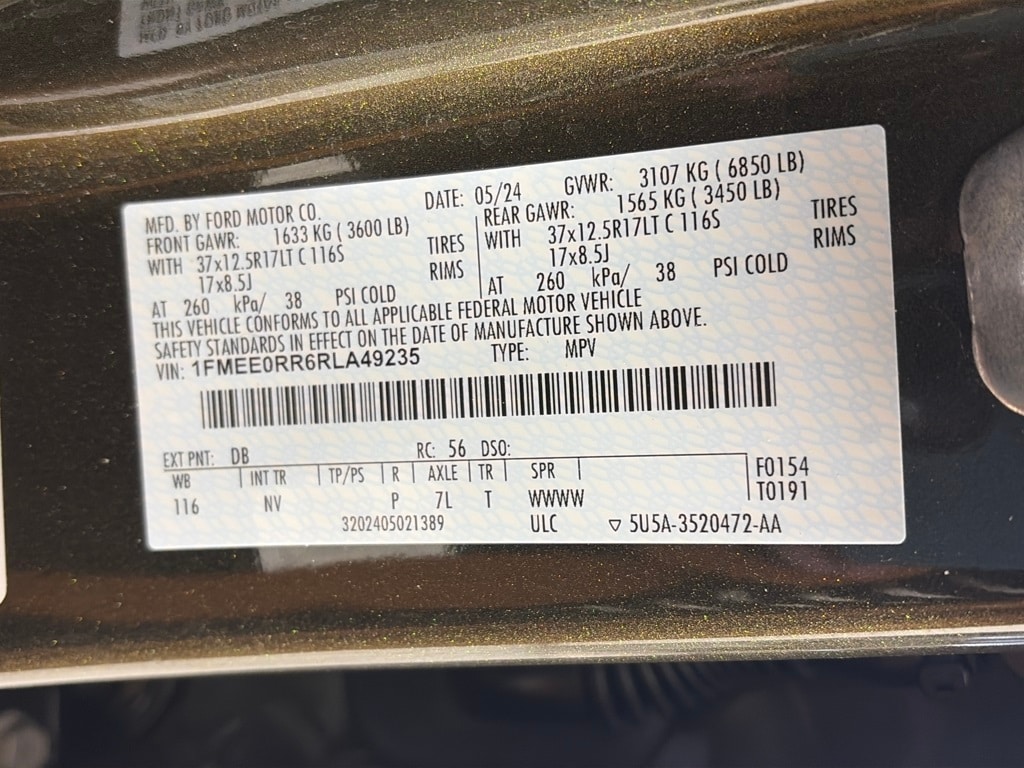 MFD. BY FORD MOTOR CO.
DATE: 05/24 GVWR: 3107 KG ( 6850 LB)
FRONT GAWR: 1633 KG ( 3600 LB) REAR GAWR: 1565 KG ( 3450 LB)
WITH 37x12.5R17LT C 116S TIRES WITH 37x12.5R17LT C 116S TIRES
17x8.5J RIMS 17x8.5J RIMS
AT 260 kPa/ 38 PSI COLD AT 260 kPa/ 38 PSI COLD
THIS VEHICLE CONFORMS TO ALL APPLICABLE FEDERAL MOTOR VEHICLE
SAFETY STANDARDS IN EFFECT ON THE DATE OF MANUFACTURE SHOWN ABOVE.
VIN: 1FMEE0RR6RLA49235 TYPE: MPV
EXT PNT: DB RC: 56 DSO:
WB INT TR TP/PS R AXLE TR SPR F0154
116 NV P 7L T WWWW T0191
3202405021389 ULC ▽ 5U5A-3520472-AA